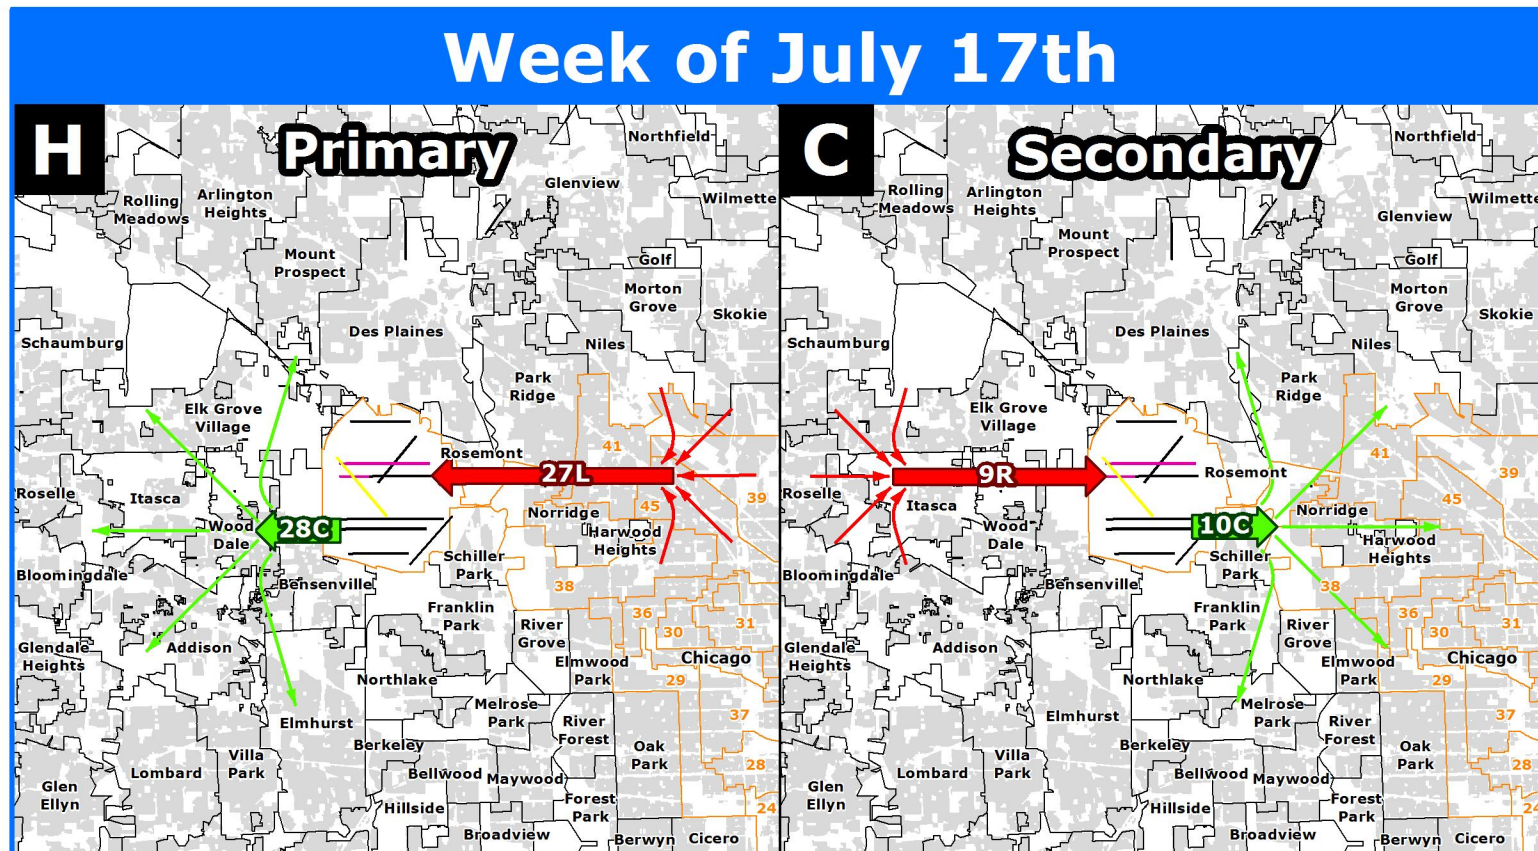 Week of July 17th
H
Primary
Northfield
Glenview
Arlington
Heights
Rolling
Meadows
Wilmette
Mount
Prospect
Golf
Morton
Grove
Skokie
Des Plaines
Schaumburg
Niles
Park
Ridge
Elk Grove
Village
41
Rosemont
27L
Roselle
Itasca
39
45
Norridge
Wood
Dale
28C
Harwood
Heights
Schiller
Park
Bloomingdale
Bensenville
38
Franklin
Park
36
River
Grove
30
31
Glendale
Heights
Addison
Elmwood
Park
Chicago
Northlake
29
Melrose
Park
37
Elmhurst
River
Forest
Berkeley
Oak
Park
Villa
Park
28
Lombard
Bellwood
Maywood
Glen
Ellyn
Forest
Park
Hillside
24
Broadview
Berwyn
Cicero
C
Secondary
Northfield
Rolling
Meadows
Arlington
Heights
Wilmette
Glenview
Mount
Prospect
Golf
Morton
Grove
Skokie
Des Plaines
Schaumburg
Niles
Park
Ridge
Elk Grove
Village
41
9R
Rosemont
39
Roselle
Itasca
45
Norridge
Wood
Dale
10C
Harwood
Heights
Schiller
Park
Bloomingdale
Bensenville
38
Franklin
Park
36
River
Grove
30
31
Glendale
Heights
Addison
Elmwood
Park
Chicago
Northlake
29
Melrose
Park
37
Elmhurst
River
Forest
Berkeley
Oak
Park
Villa
Park
28
Lombard
Bellwood
Maywood
Glen
Ellyn
Forest
Park
Hillside
24
Broadview
Berwyn
Cicero